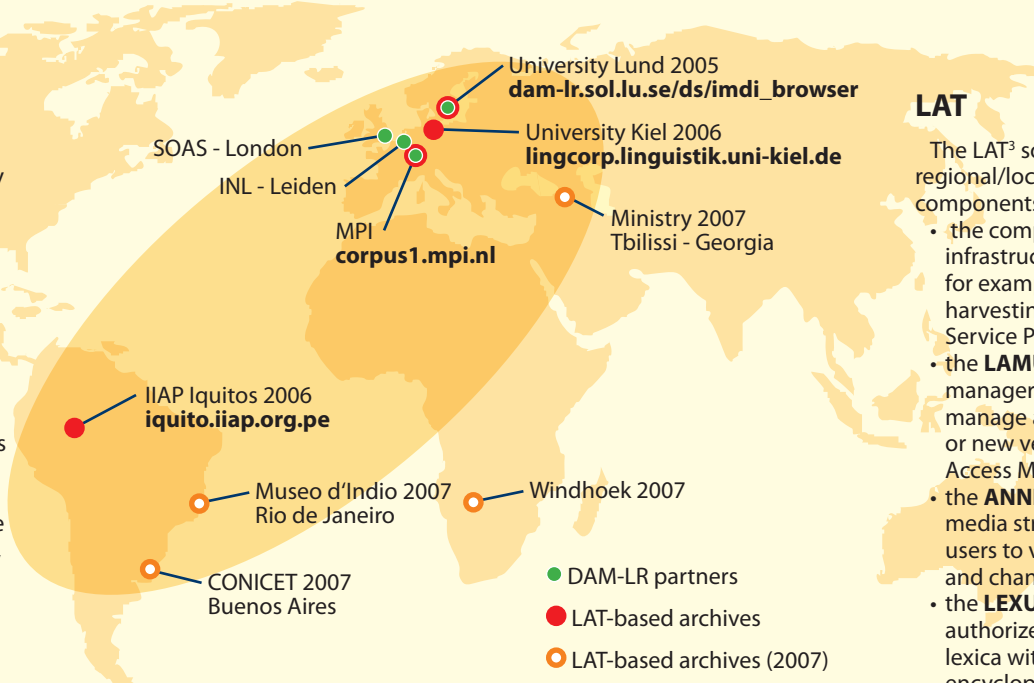 University Lund 2005
dam-lr.sol.lu.se/ds/imdi_browser
University Kiel 2006
lingcorp.linguistik.uni-kiel.de
SOAS - London
INL - Leiden
MPI
corpus1.mpi.nl
Ministry 2007
Tbilissi - Georgia
IIAP Iquitos 2006
iquito.iiap.org.pe
Museo d‘Indio 2007
Rio de Janeiro
Windhoek 2007
CONICET 2007
Buenos Aires
DAM-LR partners
LAT-based archives
LAT-based archives (2007)
LAT
The LAT³
regional/loc
components
• the comp
infrastruc
for exam
harvestin
Service P
• the LAMU
manager
manage
or new ve
Access M
• the ANN
media str
users to v
and chan
• the LEXU
authorize
lexica wit